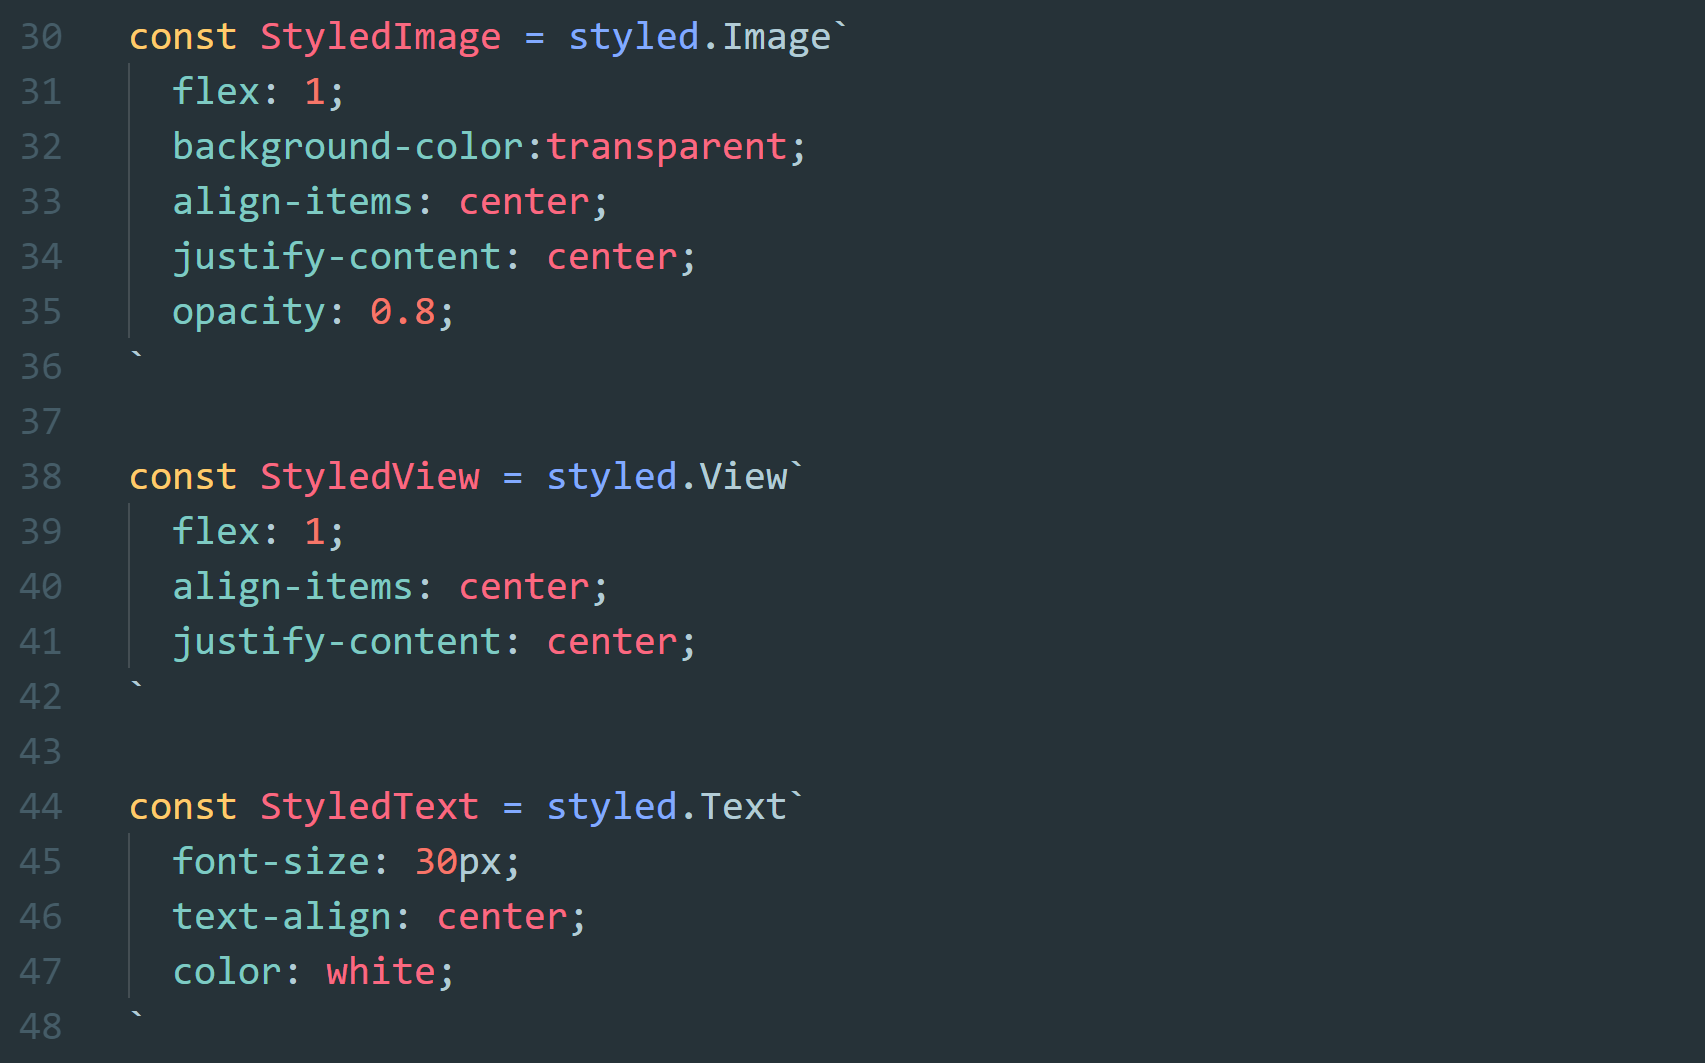 30 const StyledImage = styled.Image`
31 flex: 1;
32 background-color:transparent;
33 align-items: center;
34 justify-content: center;
35 opacity: 0.8;
36 `
37
38 const StyledView = styled.View`
39 flex: 1;
40 align-items: center;
41 justify-content: center;
42 `
43
44 const StyledText = styled.Text`
45 font-size: 30px;
46 text-align: center;
47 color: white;
48 `